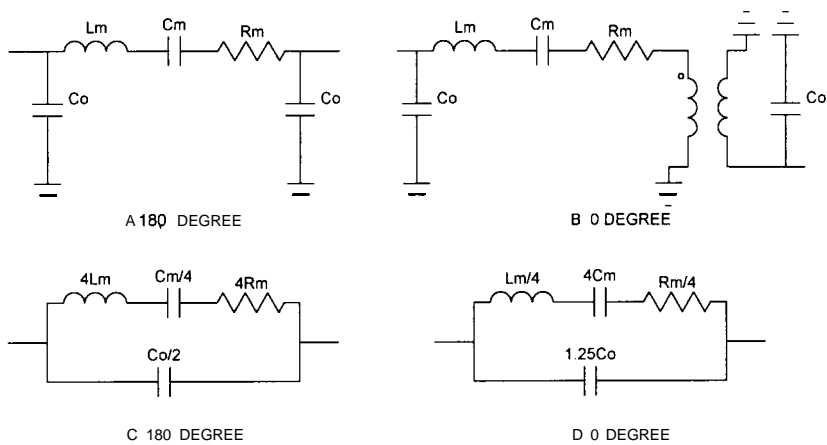 Lm Cm Rm
Co Co
A 180 DEGREE
Lm Cm Rm
Co Co
B 0 DEGREE
4Lm Cm/4 4Rm
Co/2
C 180 DEGREE
Lm/4 4Cm Rm/4
1.25Co
D 0 DEGREE